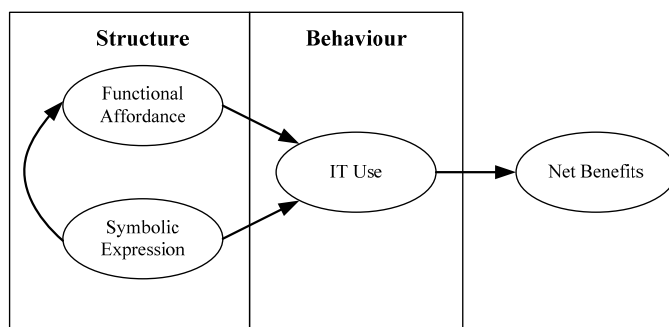 Structure
Behaviour
Functional
Affordance
IT Use
Net Benefits
Symbolic
Expression